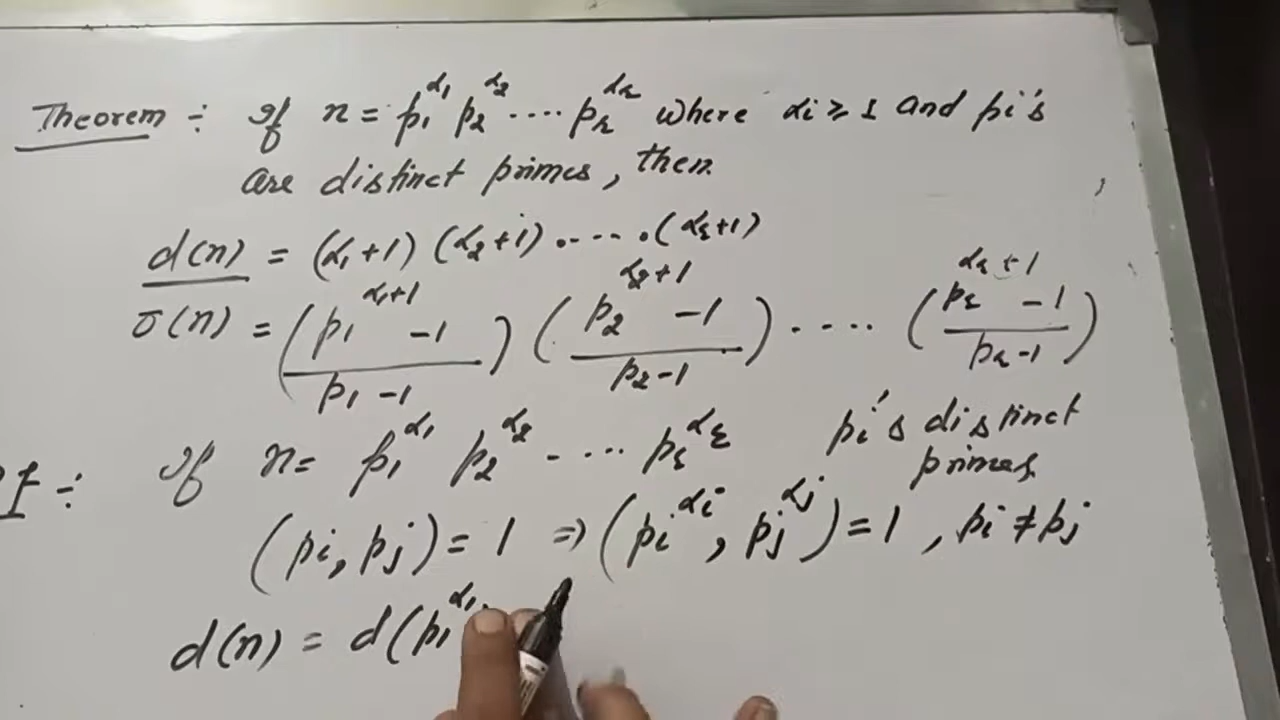 Theorem :- If n = p₁^α₁ p₂^α₂ .... pᵣ^αᵣ where αi ≥ 1 and pi's
are distinct primes, then
d(n) = (α₁+1) (α₂+1) ..... (αᵣ+1)
σ(n) = (p₁^(α₁+1) -1 / p₁-1) (p₂^(α₂+1) -1 / p₂-1) ..... (pᵣ^(αᵣ+1) -1 / pᵣ-1)
Pf :- If n = p₁^α₁ p₂^α₂ ..... pᵣ^αᵣ pi's distinct
primes
(pi, pj) = 1 ⇒ (pi^αi, pj^αj) = 1, pi ≠ pj
d(n) = d(p₁^α₁